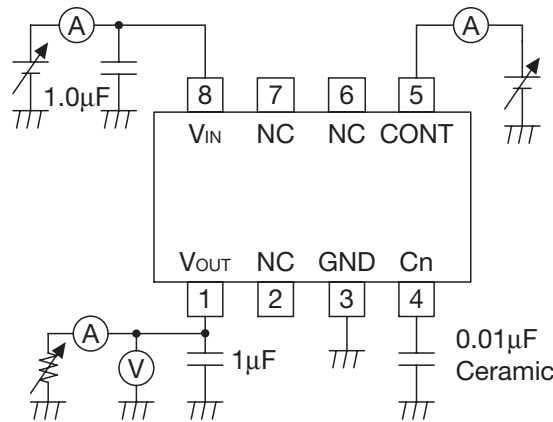 A
A
1.0μF
8 7 6 5
VIN NC NC CONT
VOUT NC GND Cn
1 2 3 4
A
V
1μF
0.01μF
Ceramic